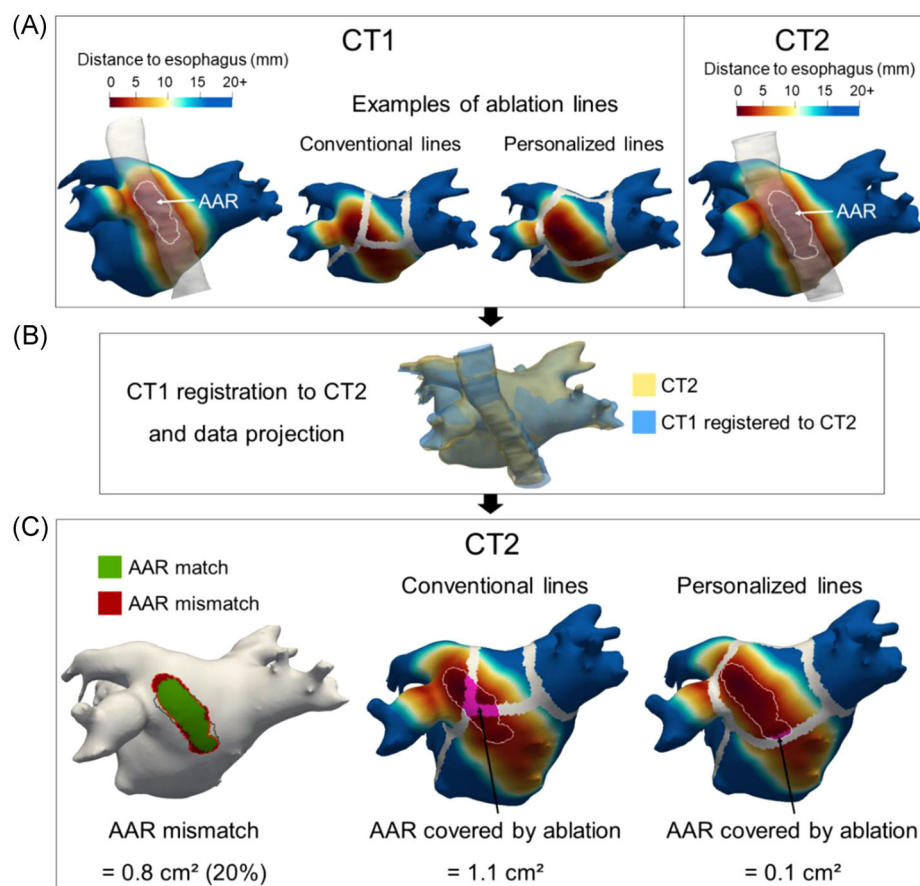 (A)
CT1
Distance to esophagus (mm)
0 5 10 15 20+
AAR
Examples of ablation lines
Conventional lines
Personalized lines
CT2
Distance to esophagus (mm)
0 5 10 15 20+
AAR
(B)
CT1 registration to CT2
and data projection
CT2
CT1 registered to CT2
(C)
CT2
AAR match
AAR mismatch
AAR mismatch
= 0.8 cm² (20%)
Conventional lines
AAR covered by ablation
= 1.1 cm²
Personalized lines
AAR covered by ablation
= 0.1 cm²